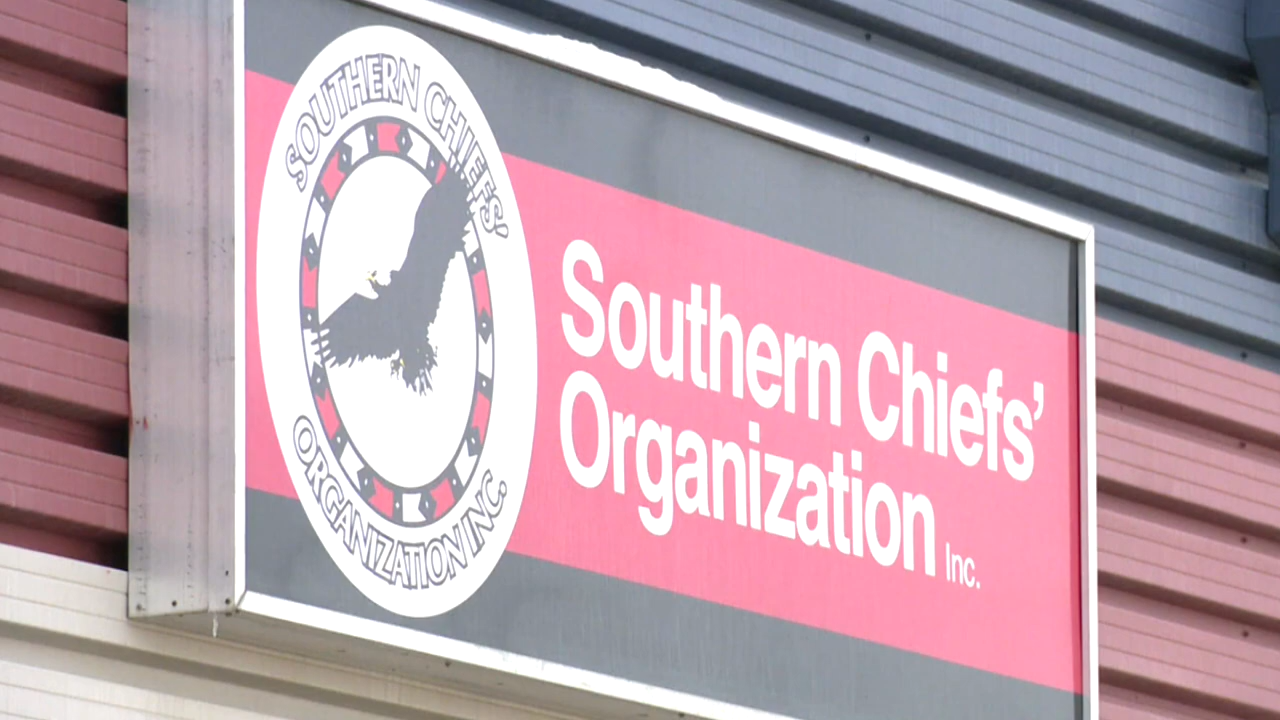 SOUTHERN CHIEFS'
ORGANIZATION INC.
Southern Chiefs'
Organization Inc.